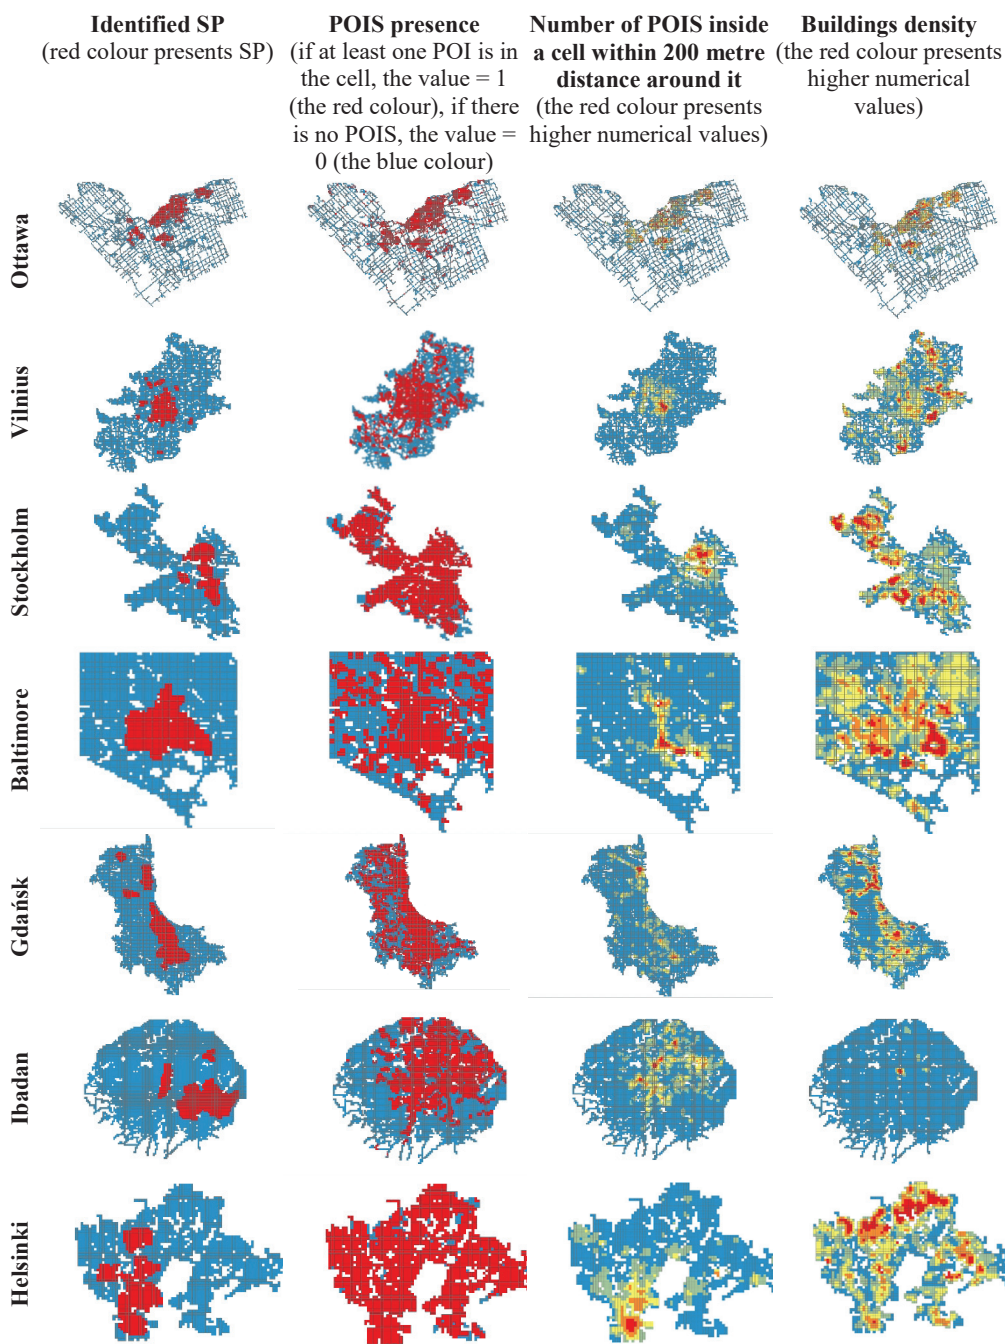 Identified SP
(red colour presents SP)
POIS presence
(if at least one POI is in
the cell, the value = 1
(the red colour), if there
is no POIS, the value =
0 (the blue colour)
Number of POIS inside
a cell within 200 metre
distance around it
(the red colour presents
higher numerical values)
Buildings density
(the red colour presents
higher numerical
values)
Ottawa
Vilnius
Stockholm
Baltimore
Gdańsk
Ibadan
Helsinki